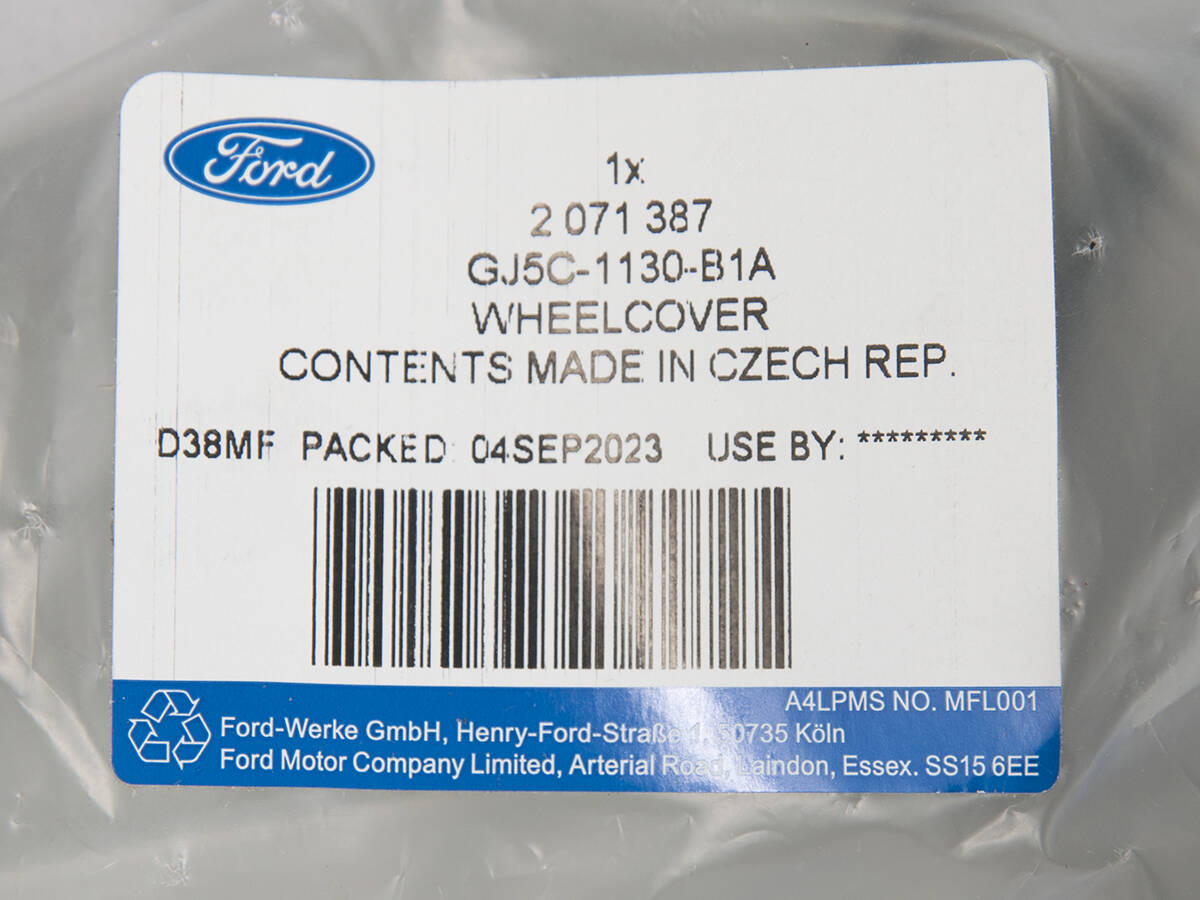 Ford
1x
2 071 387
GJ5C-1130-B1A
WHEELCOVER
CONTENTS MADE IN CZECH REP.
D38MF PACKED: 04SEP2023 USE BY: *********
A4LPMS NO. MFL001
Ford-Werke GmbH, Henry-Ford-Straße 1, 50735 Köln
Ford Motor Company Limited, Arterial Road, Laindon, Essex. SS15 6EE